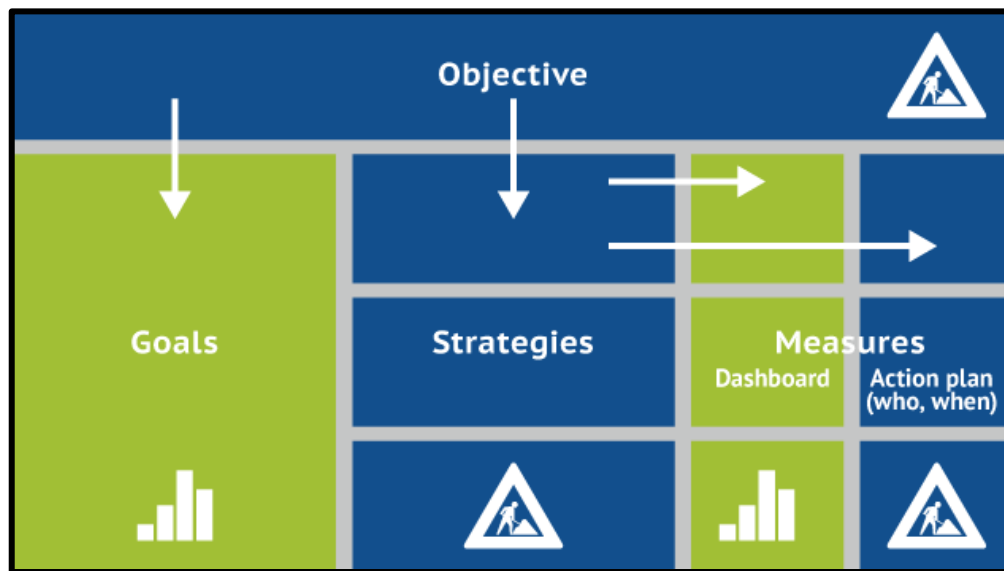 Objective
Goals
Strategies
Measures
Dashboard
Action plan
(who, when)